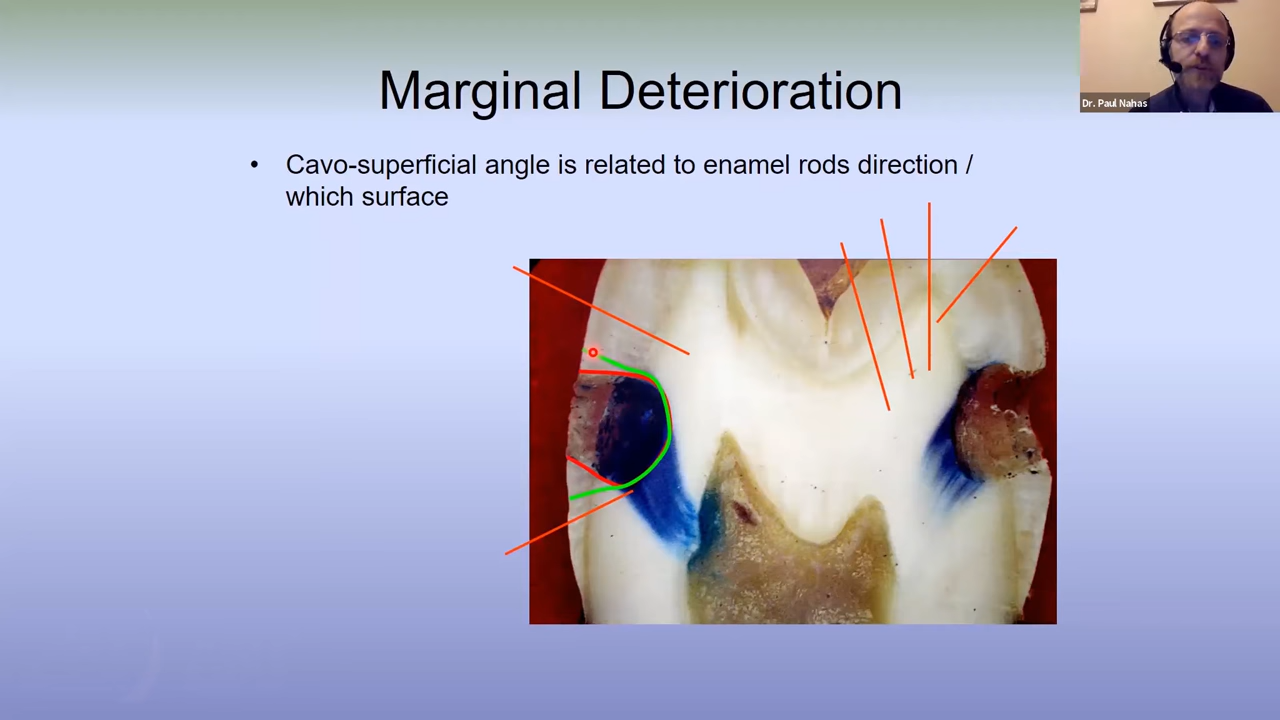 Marginal Deterioration
• Cavo-superficial angle is related to enamel rods direction /
which surface
Dr. Paul Nahas